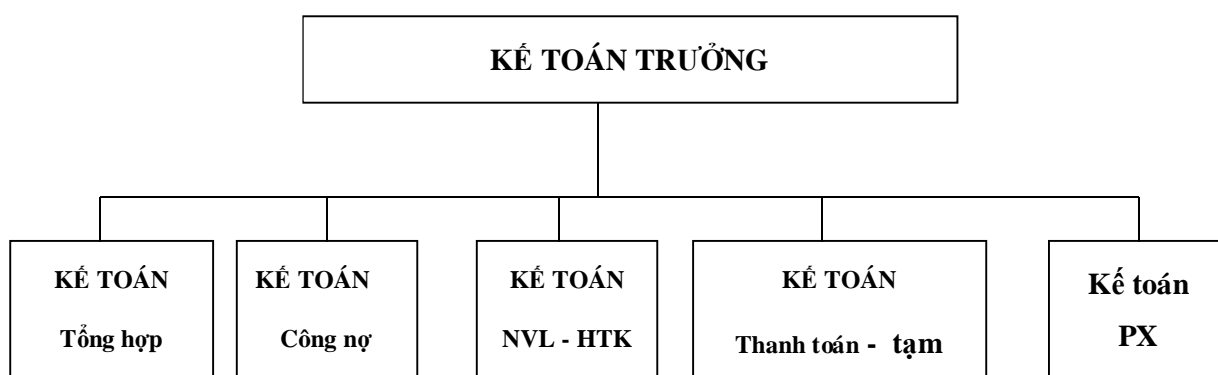 KẾ TOÁN TRƯỞNG
KẾ TOÁN
Tổng hợp
KẾ TOÁN
Công nợ
KẾ TOÁN
NVL - HTK
KẾ TOÁN
Thanh toán - tạm
Kế toán
PX